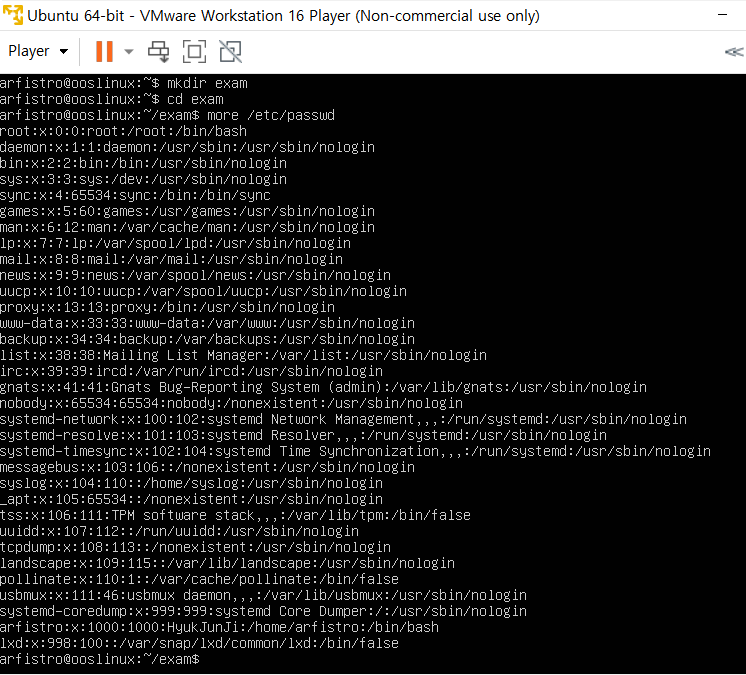 Ubuntu 64-bit - VMware Workstation 16 Player (Non-commercial use only)
Player
arfistro@ooslinux:~$ mkdir exam
arfistro@ooslinux:~$ cd exam
arfistro@ooslinux:~/exam$ more /etc/passwd
root:x:0:0:root:/root:/bin/bash
daemon:x:1:1:daemon:/usr/sbin:/usr/sbin/nologin
bin:x:2:2:bin:/bin:/usr/sbin/nologin
sys:x:3:3:sys:/dev:/usr/sbin/nologin
sync:x:4:65534:sync:/bin:/bin/sync
games:x:5:60:games:/usr/games:/usr/sbin/nologin
man:x:6:12:man:/var/cache/man:/usr/sbin/nologin
lp:x:7:7:lp:/var/spool/lpd:/usr/sbin/nologin
mail:x:8:8:mail:/var/mail:/usr/sbin/nologin
news:x:9:9:news:/var/spool/news:/usr/sbin/nologin
uucp:x:10:10:uucp:/var/spool/uucp:/usr/sbin/nologin
proxy:x:13:13:proxy:/bin:/usr/sbin/nologin
www-data:x:33:33:www-data:/var/www:/usr/sbin/nologin
backup:x:34:34:backup:/var/backups:/usr/sbin/nologin
list:x:38:38:Mailing List Manager:/var/list:/usr/sbin/nologin
irc:x:39:39:ircd:/var/run/ircd:/usr/sbin/nologin
gnats:x:41:41:Gnats Bug-Reporting System (admin):/var/lib/gnats:/usr/sbin/nologin
nobody:x:65534:65534:nobody:/nonexistent:/usr/sbin/nologin
systemd-network:x:100:102:systemd Network Management,,,:/run/systemd:/usr/sbin/nologin
systemd-resolve:x:101:103:systemd Resolver,,,:/run/systemd:/usr/sbin/nologin
systemd-timesync:x:102:104:systemd Time Synchronization,,,:/run/systemd:/usr/sbin/nologin
messagebus:x:103:106::/nonexistent:/usr/sbin/nologin
syslog:x:104:110::/home/syslog:/usr/sbin/nologin
_apt:x:105:65534::/nonexistent:/usr/sbin/nologin
tss:x:106:111:TPM software stack,,,:/var/lib/tpm:/bin/false
uuidd:x:107:112::/run/uuidd:/usr/sbin/nologin
tcpdump:x:108:113::/nonexistent:/usr/sbin/nologin
landscape:x:109:115::/var/lib/landscape:/usr/sbin/nologin
pollinate:x:110:1::/var/cache/pollinate:/bin/false
usbmux:x:111:46:usbmux daemon,,,:/var/lib/usbmux:/usr/sbin/nologin
systemd-coredump:x:999:999:systemd Core Dumper:/:/usr/sbin/nologin
arfistro:x:1000:1000:HyukJunJi:/home/arfistro:/bin/bash
lxd:x:998:100::/var/snap/lxd/common/lxd:/bin/false
arfistro@ooslinux:~/exam$